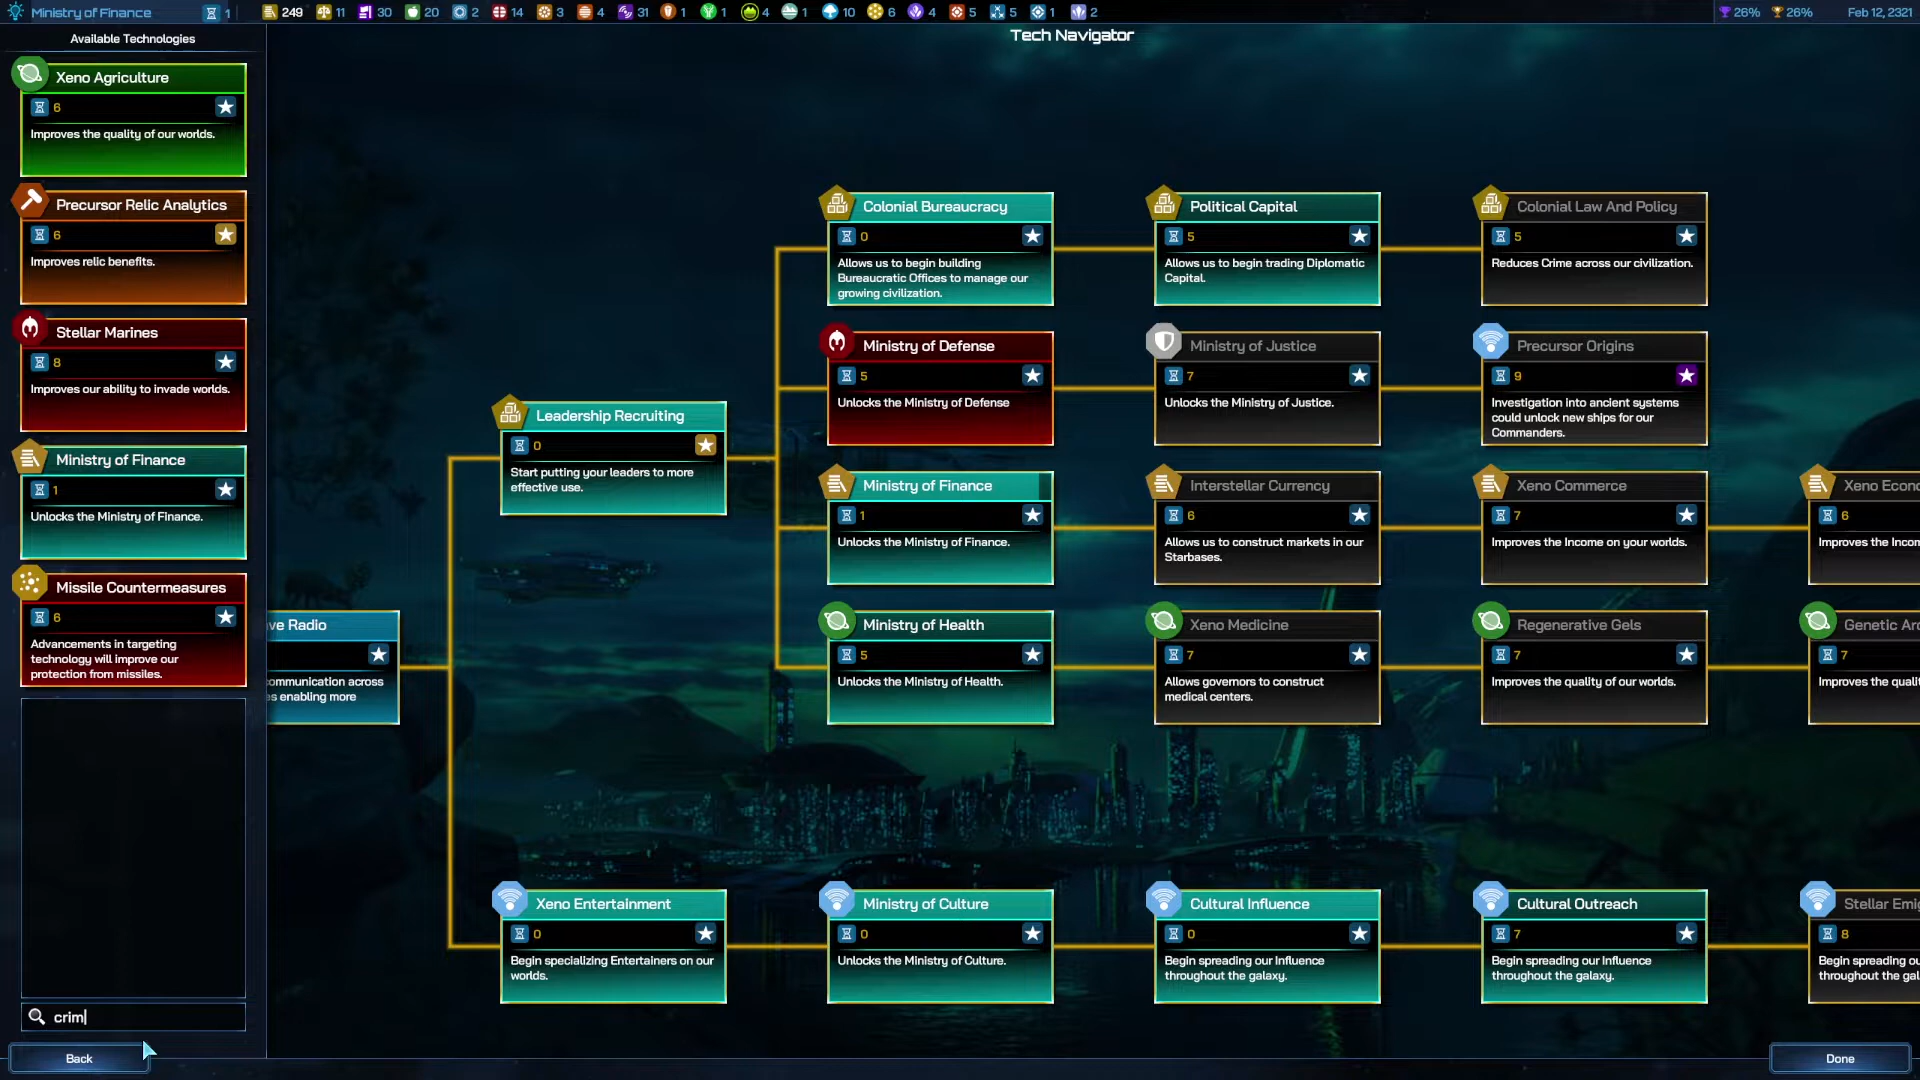 Ministry of Finance 1 249 11 30 20 2 14 3 4 31 1 1 4 1 10 6 4 5 5 1 2 26% 26% Feb 12, 2321
Available Technologies
Tech Navigator
Xeno Agriculture
6
Improves the quality of our worlds.
Precursor Relic Analytics
6
Improves relic benefits.
Stellar Marines
8
Improves our ability to invade worlds.
Ministry of Finance
1
Unlocks the Ministry of Finance.
Missile Countermeasures
6
Advancements in targeting
technology will improve our
protection from missiles.
crim
Back
ve Radio
ommunication across
es enabling more
Leadership Recruiting
0
Start putting your leaders to more
effective use.
Colonial Bureaucracy
0
Allows us to begin building
Bureaucratic Offices to manage our
growing civilization.
Political Capital
5
Allows us to begin trading Diplomatic
Capital.
Colonial Law And Policy
5
Reduces Crime across our civilization.
Ministry of Defense
5
Unlocks the Ministry of Defense
Ministry of Justice
7
Unlocks the Ministry of Justice.
Precursor Origins
9
Investigation into ancient systems
could unlock new ships for our
Commanders.
Ministry of Finance
1
Unlocks the Ministry of Finance.
Interstellar Currency
6
Allows us to construct markets in our
Starbases.
Xeno Commerce
7
Improves the Income on your worlds.
Xeno Econo
6
Improves the Incom
Ministry of Health
5
Unlocks the Ministry of Health.
Xeno Medicine
7
Allows governors to construct
medical centers.
Regenerative Gels
7
Improves the quality of our worlds.
Genetic Arc
7
Improves the qualit
Xeno Entertainment
0
Begin specializing Entertainers on our
worlds.
Ministry of Culture
0
Unlocks the Ministry of Culture.
Cultural Influence
0
Begin spreading our Influence
throughout the galaxy.
Cultural Outreach
7
Begin spreading our Influence
throughout the galaxy.
Stellar Emig
8
Begin spreading ou
throughout the gala
Done